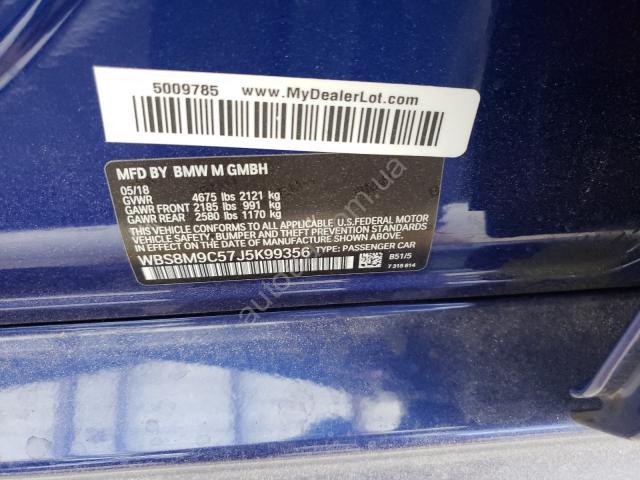 5009785 www.MyDealerLot.com
MFD BY BMW M GMBH
05/18
GVWR 4675 lbs 2121 kg
GAWR FRONT 2185 lbs 991 kg
GAWR REAR 2580 lbs 1170 kg
THIS VEHICLE CONFORMS TO ALL APPLICABLE U.S.FEDERAL MOTOR
VEHICLE SAFETY, BUMPER, AND THEFT PREVENTION STANDARDS
IN EFFECT ON THE DATE OF MANUFACTURE SHOWN ABOVE.
WBS8M9C57J5K99356 TYPE: PASSENGER CAR
B51/5
7 318 814